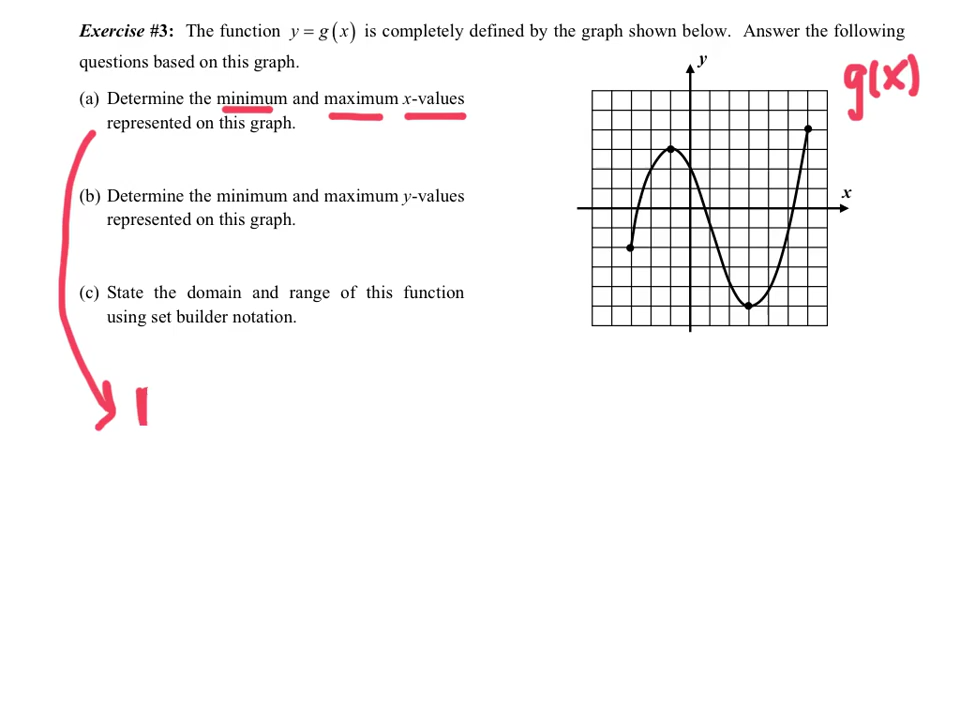 Exercise #3: The function y = g(x) is completely defined by the graph shown below. Answer the following
questions based on this graph.
(a) Determine the minimum and maximum x-values
represented on this graph.
(b) Determine the minimum and maximum y-values
represented on this graph.
(c) State the domain and range of this function
using set builder notation.
y
g(x)
x